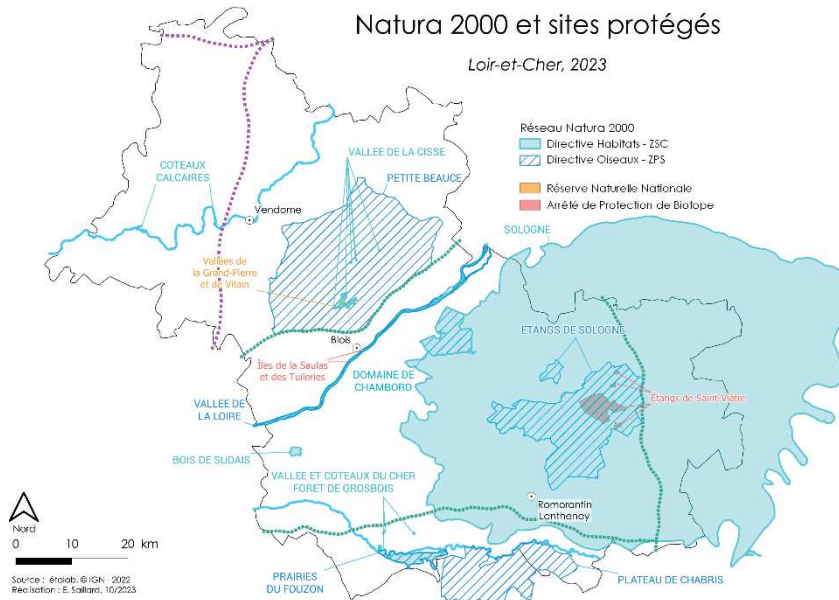 Natura 2000 et sites protégés
Loir-et-Cher, 2023
Réseau Natura 2000
Directive Habitats - ZSC
Directive Oiseaux - ZPS
Réserve Naturelle Nationale
Arrêté de Protection de Biotope
VALLEE DE LA CISSE
COTEAUX
CALCAIRES
PETITE BEAUCE
Vendome
SOLOGNE
Vallées de
la Grand-Pierre
et de Vitain
Blois
ETANGS DE SOLOGNE
Îles de la Saulas
et des Tuileries
DOMAINE DE
CHAMBORD
Étangs de Saint-Viâtre
VALLEE DE
LA LOIRE
BOIS DE SUDAIS
VALLEE ET COTEAUX DU CHER
FORET DE GROSBOIS
Romorantin
Lanthenay
Nord
0 10 20 km
PRAIRIES
DU FOUZON
PLATEAU DE CHABRIS
Source : étalab, © IGN - 2022
Réalisation : E. Saillard, 10/2023